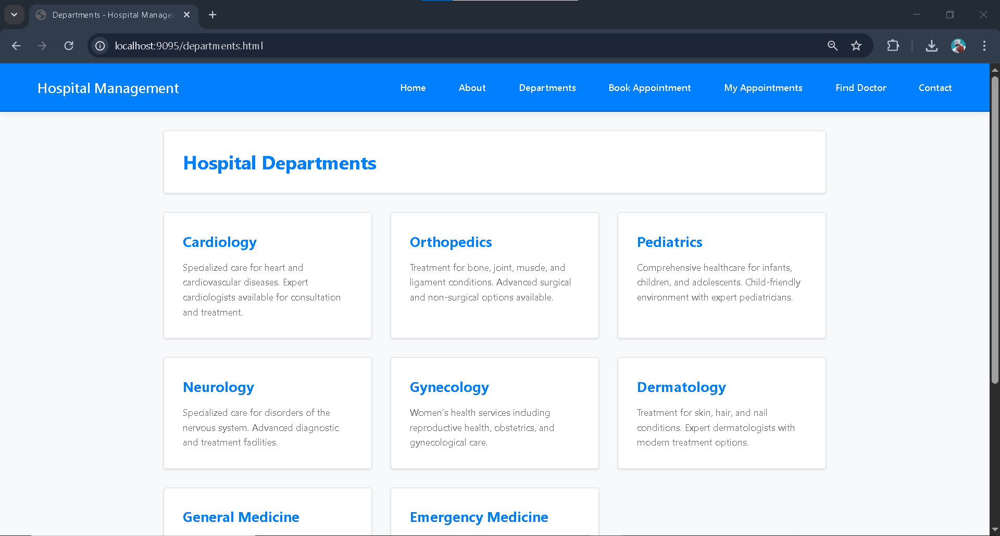 Departments - Hospital Manage
localhost:9095/departments.html
Hospital Management
Home
About
Departments
Book Appointment
My Appointments
Find Doctor
Contact
Hospital Departments
Cardiology
Specialized care for heart and
cardiovascular diseases. Expert
cardiologists available for consultation
and treatment.
Orthopedics
Treatment for bone, joint, muscle, and
ligament conditions. Advanced surgical
and non-surgical options available.
Pediatrics
Comprehensive healthcare for infants,
children, and adolescents. Child-friendly
environment with expert pediatricians.
Neurology
Specialized care for disorders of the
nervous system. Advanced diagnostic
and treatment facilities.
Gynecology
Women's health services including
reproductive health, obstetrics, and
gynecological care.
Dermatology
Treatment for skin, hair, and nail
conditions. Expert dermatologists with
modern treatment options.
General Medicine
Emergency Medicine